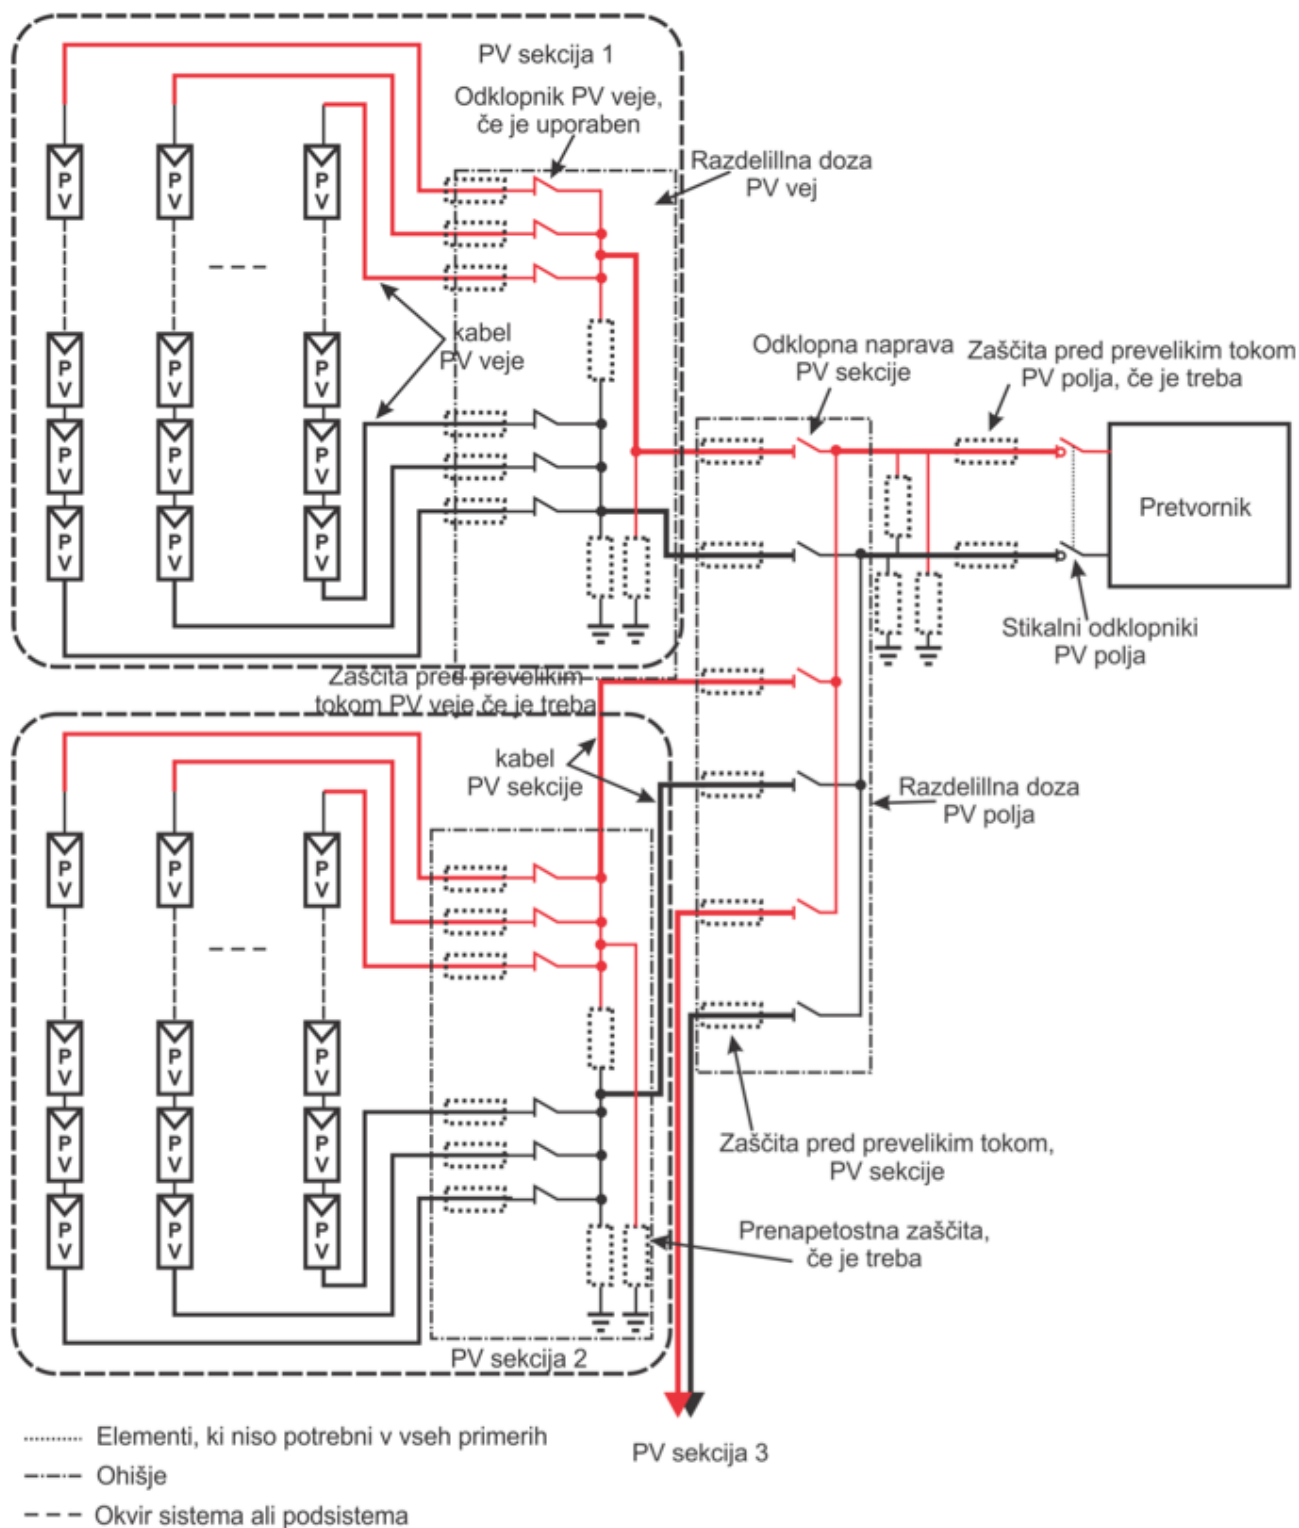 PV sekcija 1
Odklopnik PV veje,
če je uporaben
Razdelillna doza
PV vej
P
V
P
V
P
V
kabel
PV veje
P
V
P
V
P
V
P
V
P
V
P
V
P
V
P
V
P
V
Odklopna naprava
PV sekcije
Zaščita pred prevelikim tokom
PV polja, če je treba
Pretvornik
Stikalni odklopniki
PV polja
Zaščita pred prevelikim
tokom PV veje,če je treba
kabel
PV sekcije
Razdelillna doza
PV polja
P
V
P
V
P
V
P
V
P
V
P
V
P
V
P
V
P
V
P
V
P
V
P
V
Zaščita pred prevelikim tokom,
PV sekcije
Prenapetostna zaščita,
če je treba
PV sekcija 2
PV sekcija 3
Elementi, ki niso potrebni v vseh primerih
Ohišje
Okvir sistema ali podsistema